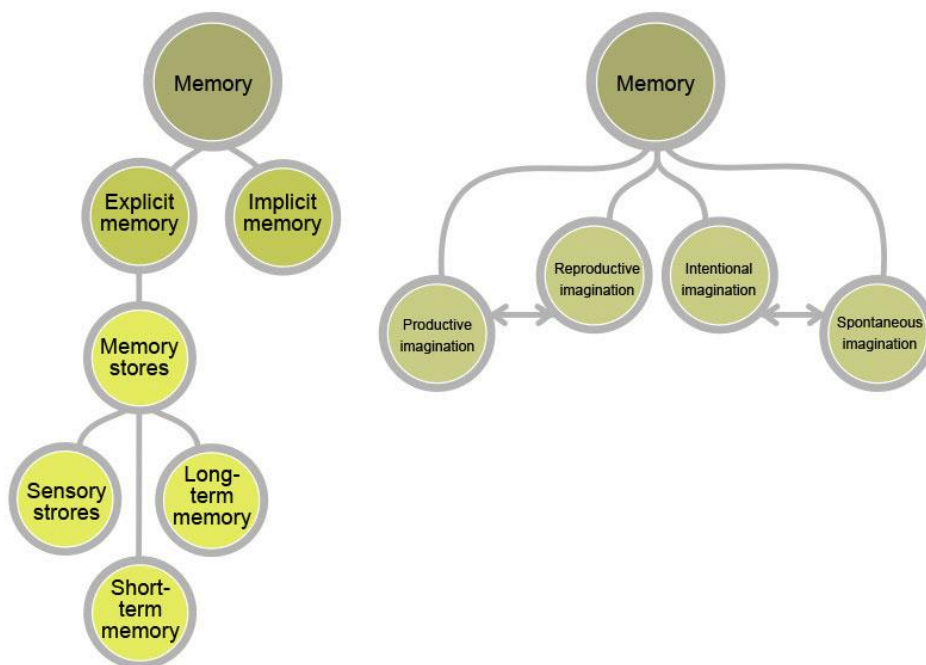 Memory
Explicit
memory
Implicit
memory
Memory
stores
Sensory
strores
Long-
term
memory
Short-
term
memory
Memory
Productive
imagination
Reproductive
imagination
Intentional
imagination
Spontaneous
imagination